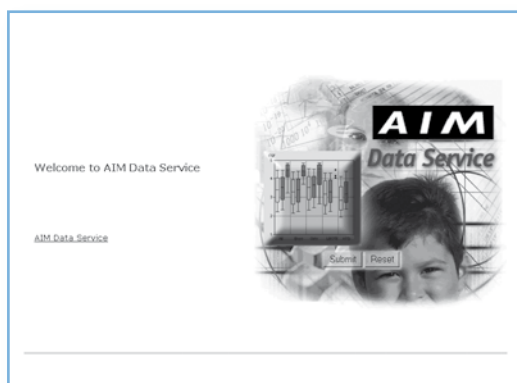 AIM
Data Service
Welcome to AIM Data Service
AIM Data Service
Submit Reset